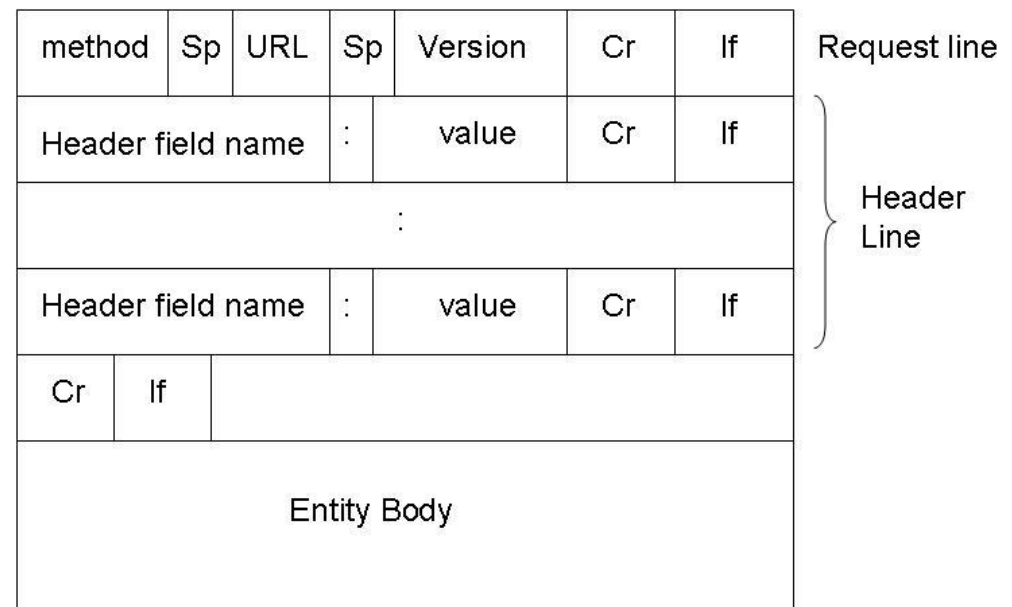 method Sp URL Sp Version Cr lf Request line
Header field name : value Cr lf
:
Header
Line
Header field name : value Cr lf
Cr lf
Entity Body